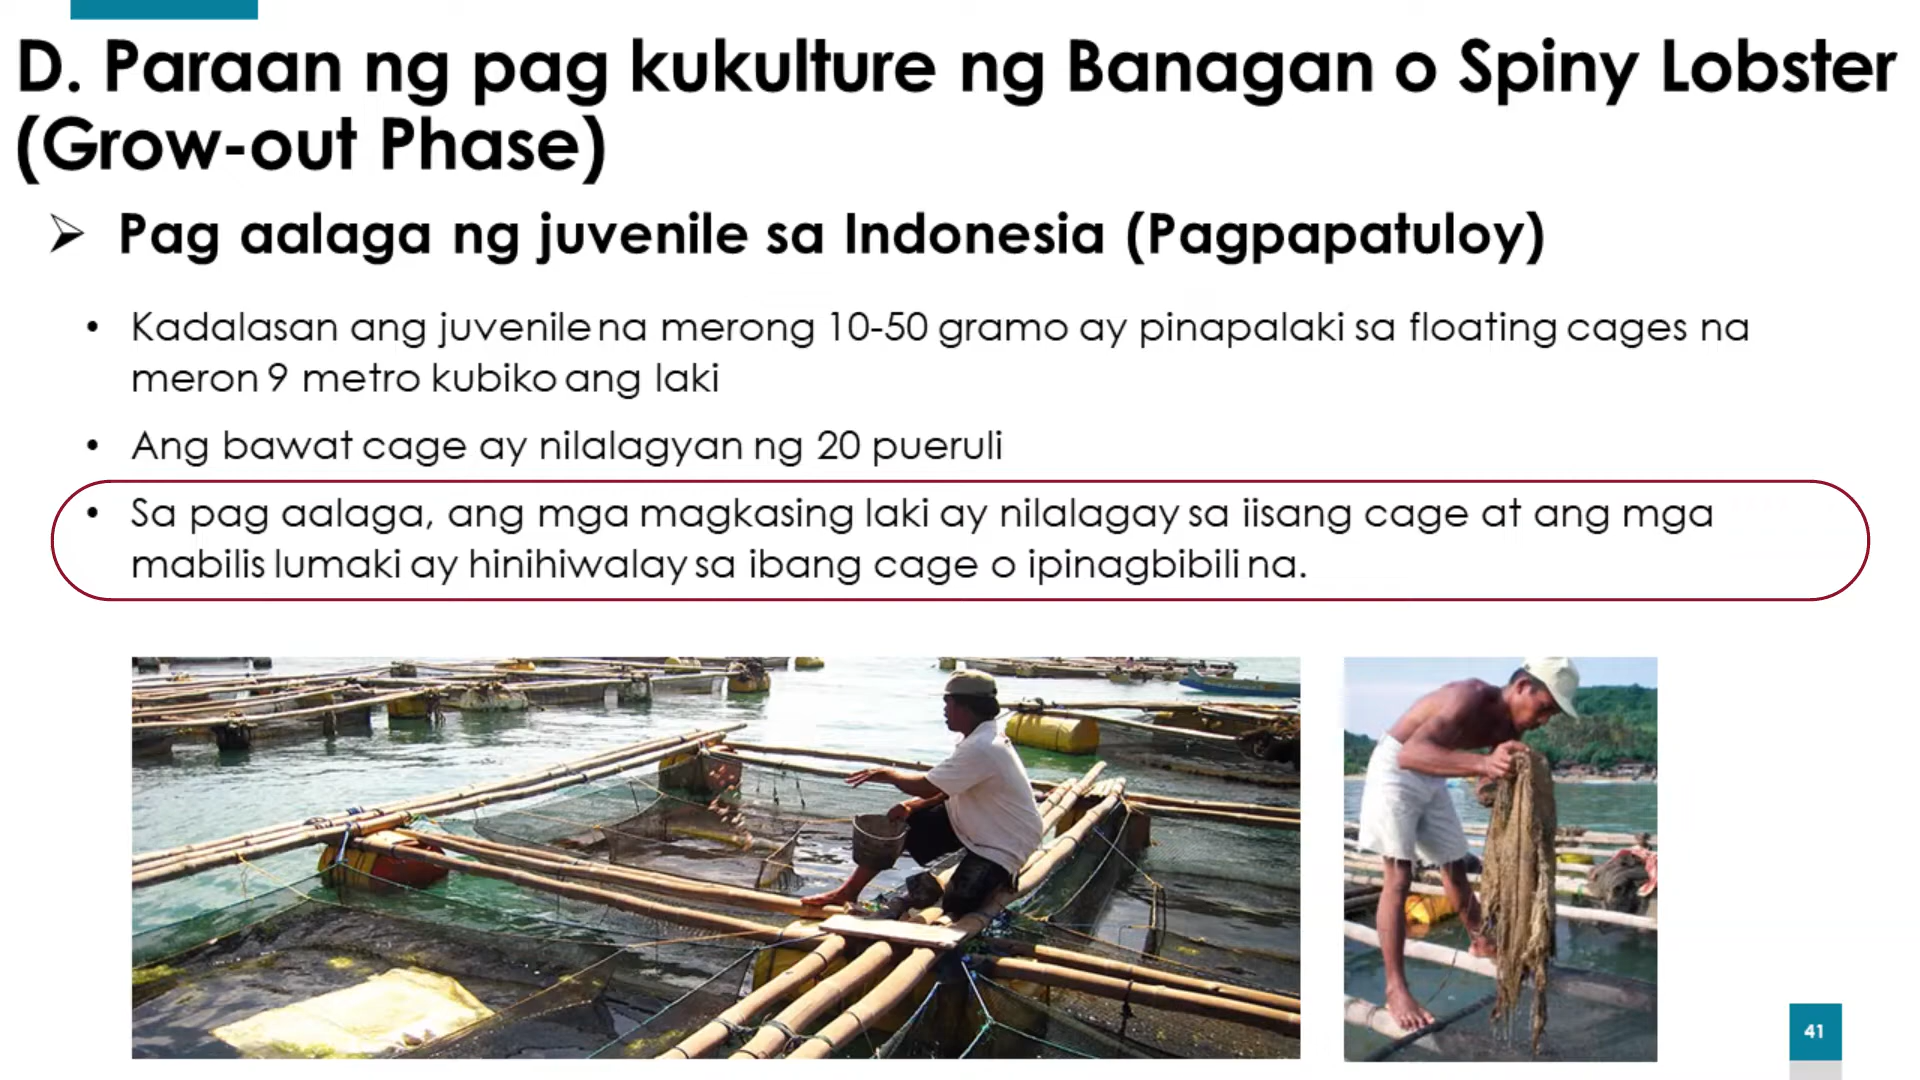 D. Paraan ng pag kukulture ng Banagan o Spiny Lobster
(Grow-out Phase)
➢ Pag aalaga ng juvenile sa Indonesia (Pagpapatuloy)
• Kadalasan ang juvenile na merong 10-50 gramo ay pinapalaki sa floating cages na
meron 9 metro kubiko ang laki
• Ang bawat cage ay nilalagyan ng 20 pueruli
• Sa pag aalaga, ang mga magkasing laki ay nilalagay sa iisang cage at ang mga
mabilis lumaki ay hinihiwalay sa ibang cage o ipinagbibili na.
41